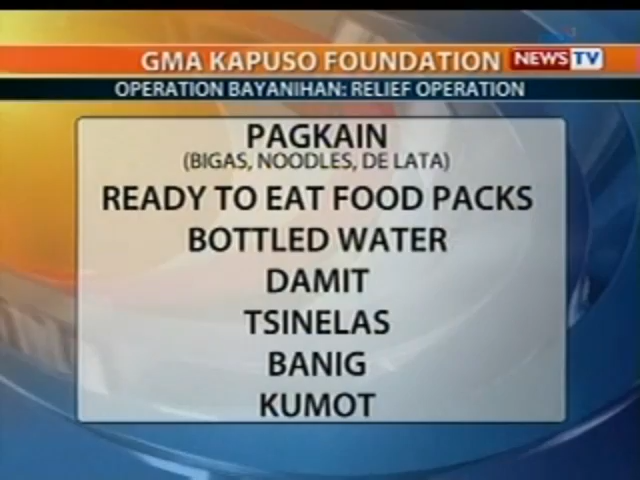 GMA KAPUSO FOUNDATION
NEWS TV
OPERATION BAYANIHAN: RELIEF OPERATION
PAGKAIN
(BIGAS, NOODLES, DE LATA)
READY TO EAT FOOD PACKS
BOTTLED WATER
DAMIT
TSINELAS
BANIG
KUMOT